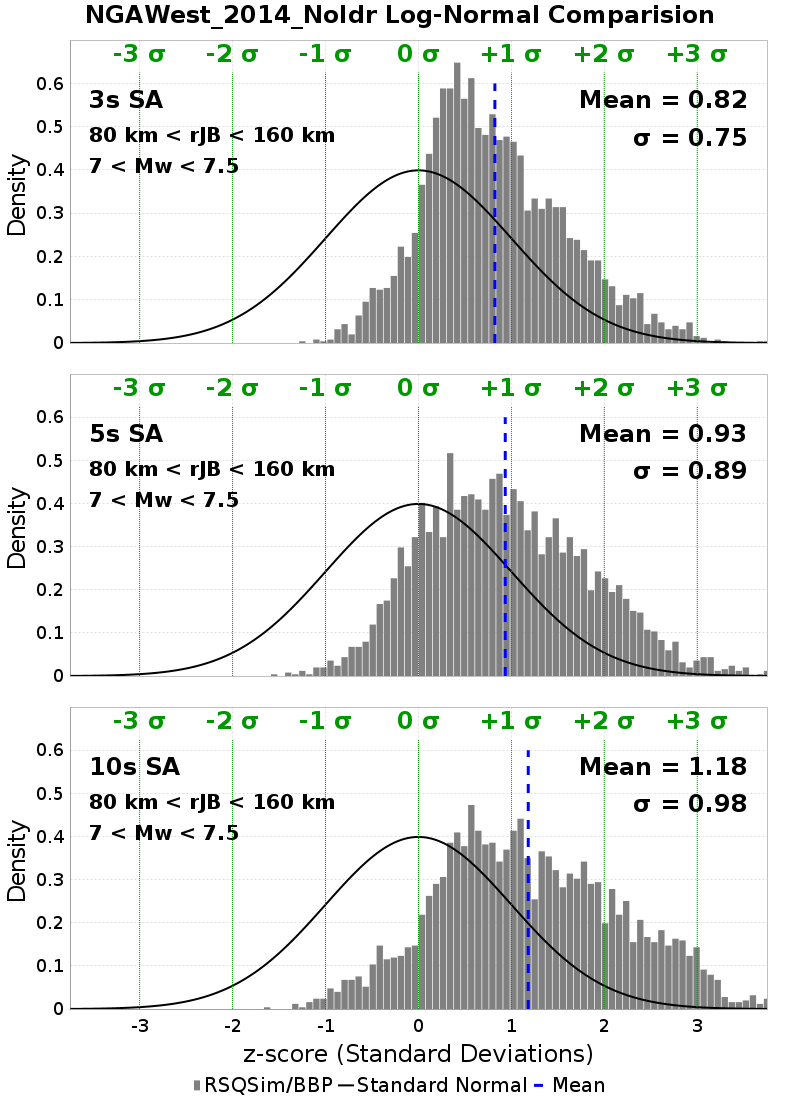 NGAWest_2014_NoIdr Log-Normal Comparision
-3 σ -2 σ -1 σ 0 σ +1 σ +2 σ +3 σ
3s SA
80 km < rJB < 160 km
7 < Mw < 7.5
Mean = 0.82
σ = 0.75
Density
0.6
0.5
0.4
0.3
0.2
0.1
0
-3 σ -2 σ -1 σ 0 σ +1 σ +2 σ +3 σ
5s SA
80 km < rJB < 160 km
7 < Mw < 7.5
Mean = 0.93
σ = 0.89
Density
0.6
0.5
0.4
0.3
0.2
0.1
0
-3 σ -2 σ -1 σ 0 σ +1 σ +2 σ +3 σ
10s SA
80 km < rJB < 160 km
7 < Mw < 7.5
Mean = 1.18
σ = 0.98
Density
0.6
0.5
0.4
0.3
0.2
0.1
0
-3 -2 -1 0 1 2 3
z-score (Standard Deviations)
RSQSim/BBP Standard Normal Mean